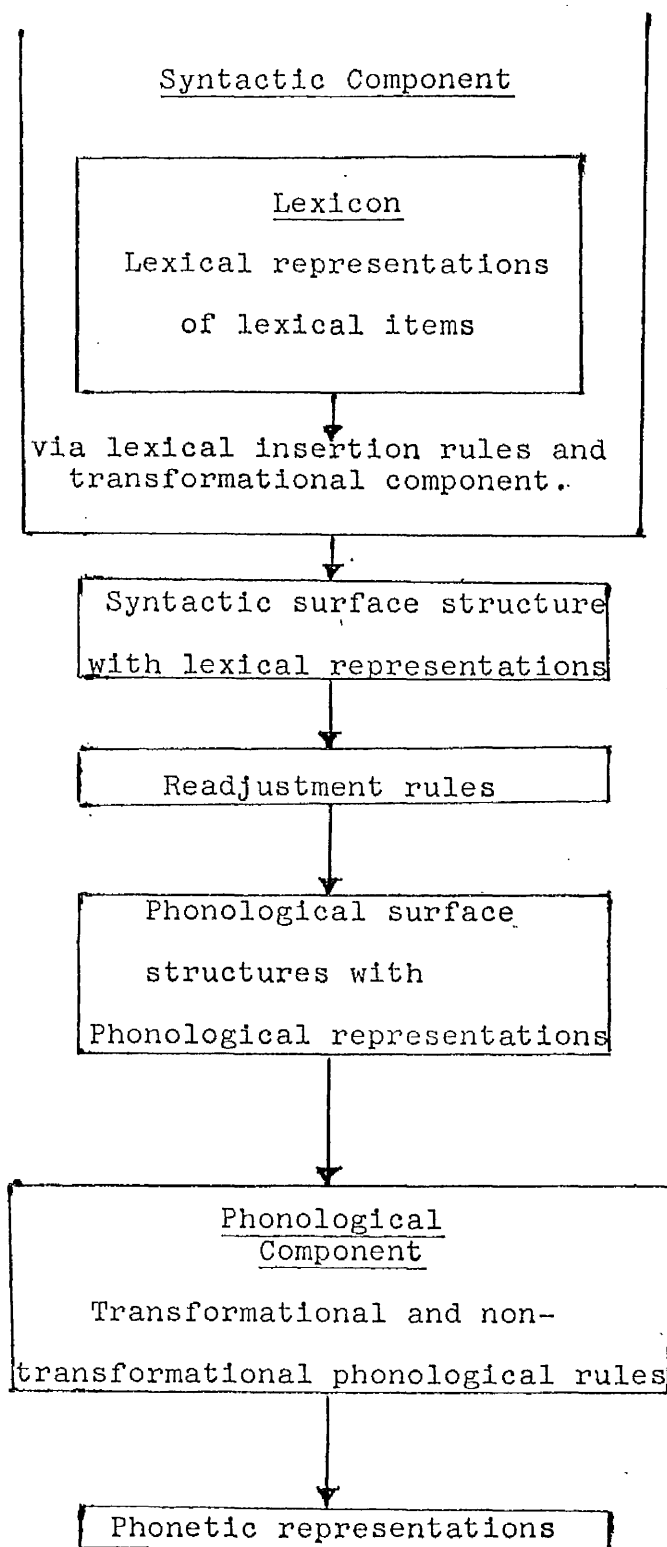 Syntactic Component
Lexicon
Lexical representations
of lexical items
via lexical insertion rules and
transformational component.
Syntactic surface structure
with lexical representations
Readjustment rules
Phonological surface
structures with
Phonological representations
Phonological
Component
Transformational and non-
transformational phonological rules
Phonetic representations